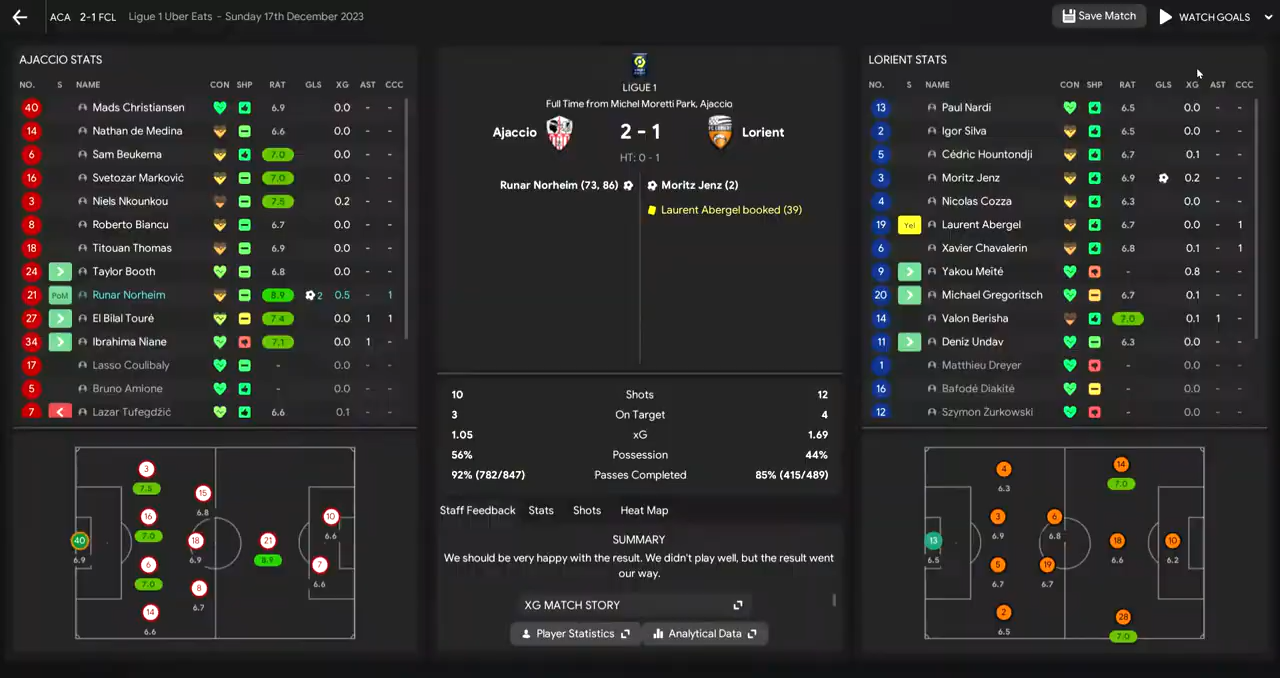 ACA 2-1 FCL Ligue 1 Uber Eats - Sunday 17th December 2023 Save Match WATCH GOALS
AJACCIO STATS
NO. S NAME CON SHP RAT GLS XG AST CCC
40 Mads Christiansen 6.9 0.0 - -
14 Nathan de Medina 6.6 0.0 - -
6 Sam Beukema 7.0 0.0 - -
16 Svetozar Marković 7.0 0.0 - -
3 Niels Nkounkou 7.5 0.2 - -
8 Roberto Biancu 6.7 0.0 - -
18 Titouan Thomas 6.9 0.0 - -
24 Taylor Booth 6.8 0.0 - -
21 PoM Runar Norheim 8.9 2 0.5 - 1
27 El Bilal Touré 7.4 0.0 1 1
34 Ibrahima Niane 7.1 0.0 1 -
17 Lasso Coulibaly - 0.0 - -
5 Bruno Amione - 0.0 - -
7 Lazar Tufegdžić 6.6 0.1 - -
LIGUE 1
Full Time from Michel Moretti Park, Ajaccio
Ajaccio 2 - 1 Lorient
HT: 0 - 1
Runar Norheim (73, 86) Moritz Jenz (2)
Laurent Abergel booked (39)
10 Shots 12
3 On Target 4
1.05 xG 1.69
56% Possession 44%
92% (782/847) Passes Completed 85% (415/489)
Staff Feedback Stats Shots Heat Map
SUMMARY
We should be very happy with the result. We didn't play well, but the result went
our way.
XG MATCH STORY
Player Statistics Analytical Data
LORIENT STATS
NO. S NAME CON SHP RAT GLS XG AST CCC
13 Paul Nardi 6.5 0.0 - -
2 Igor Silva 6.5 0.0 - -
5 Cédric Hountondji 6.7 0.1 - -
3 Moritz Jenz 6.9 0.2 - -
4 Nicolas Cozza 6.3 0.0 - -
19 Yel Laurent Abergel 6.7 0.0 - 1
6 Xavier Chavalerin 6.8 0.1 - 1
9 Yakou Meïté - 0.8 - -
20 Michael Gregoritsch 6.7 0.1 - -
14 Valon Berisha 7.0 0.1 1 -
11 Deniz Undav 6.3 0.0 - -
1 Matthieu Dreyer - 0.0 - -
16 Bafodé Diakité - 0.0 - -
12 Szymon Żurkowski - 0.0 - -
3
7.5
15
6.8
16
7.0
10
6.6
40
6.9
18
6.9
21
8.9
6
7.0
7
6.6
8
6.7
14
6.6
4
6.3
14
7.0
3
6.9
6
6.8
13
6.5
18
6.6
10
6.2
5
6.7
19
6.7
2
6.5
28
7.0